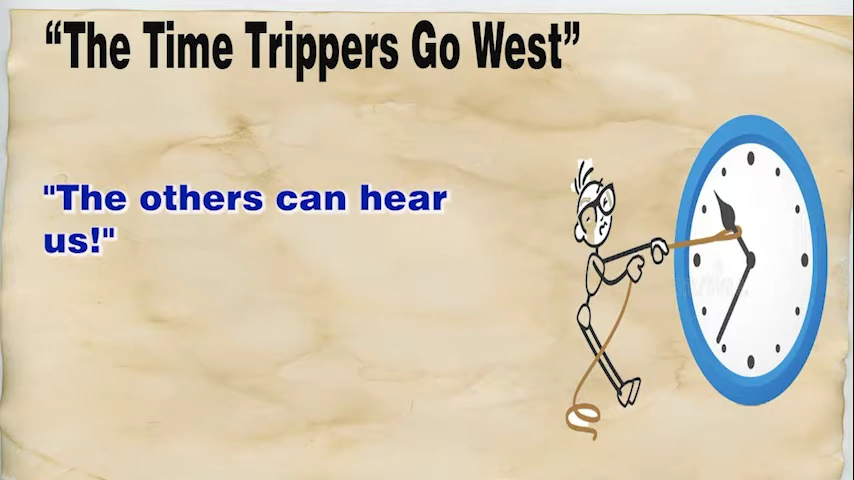 “The Time Trippers Go West”
"The others can hear
us!"